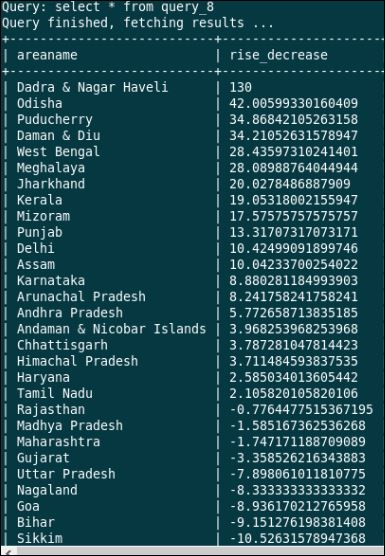 Query: select * from query_8
Query finished, fetching results ...
+---------------------------+--------------------
| areaname | rise_decrease
+---------------------------+--------------------
| Dadra & Nagar Haveli | 130
| Odisha | 42.00599330160409
| Puducherry | 34.86842105263158
| Daman & Diu | 34.21052631578947
| West Bengal | 28.43597310241401
| Meghalaya | 28.08988764044944
| Jharkhand | 20.0278486887909
| Kerala | 19.05318002155947
| Mizoram | 17.57575757575757
| Punjab | 13.31707317073171
| Delhi | 10.42499091899746
| Assam | 10.04233700254022
| Karnataka | 8.880281184993903
| Arunachal Pradesh | 8.241758241758241
| Andhra Pradesh | 5.772658713835185
| Andaman & Nicobar Islands | 3.968253968253968
| Chhattisgarh | 3.787281047814423
| Himachal Pradesh | 3.711484593837535
| Haryana | 2.585034013605442
| Tamil Nadu | 2.105820105820106
| Rajasthan | -0.7764477515367195
| Madhya Pradesh | -1.585167362536268
| Maharashtra | -1.747171188709089
| Gujarat | -3.358526216343883
| Uttar Pradesh | -7.898061011810775
| Nagaland | -8.333333333333332
| Goa | -8.936170212765958
| Bihar | -9.151276198381408
| Sikkim | -10.52631578947368